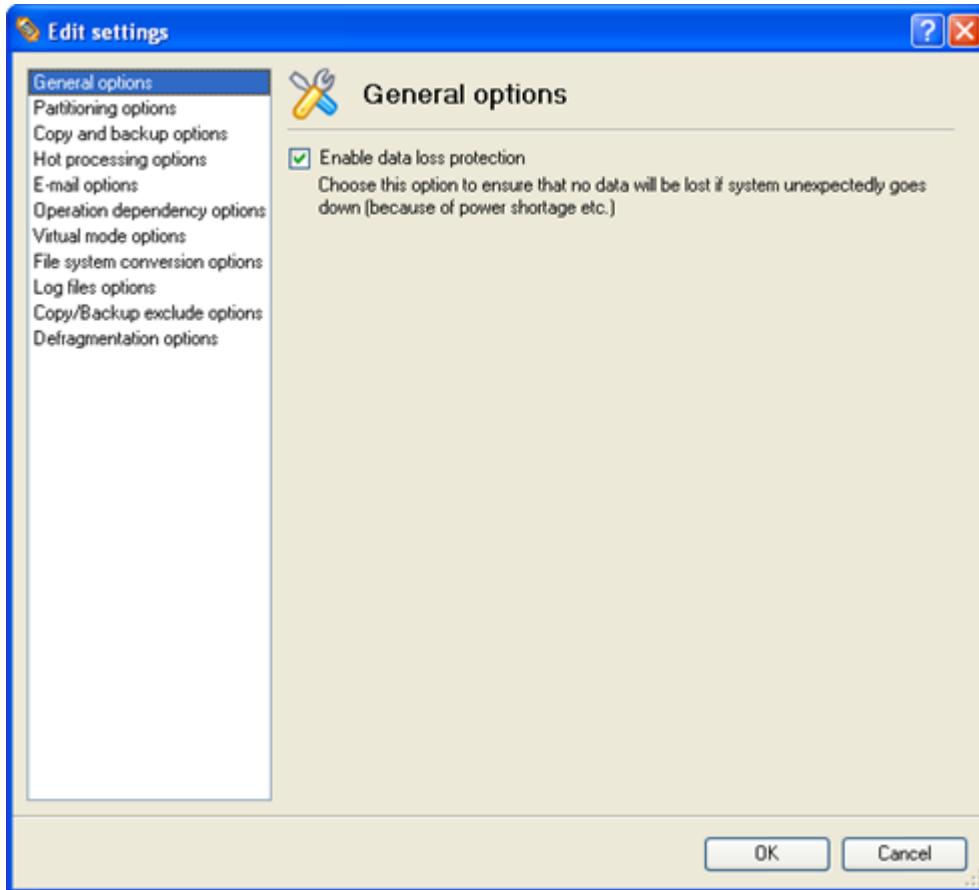 Edit settings
General options
Partitioning options
Copy and backup options
Hot processing options
E-mail options
Operation dependency options
Virtual mode options
File system conversion options
Log files options
Copy/Backup exclude options
Defragmentation options
General options
Enable data loss protection
Choose this option to ensure that no data will be lost if system unexpectedly goes
down (because of power shortage etc.)
OK
Cancel